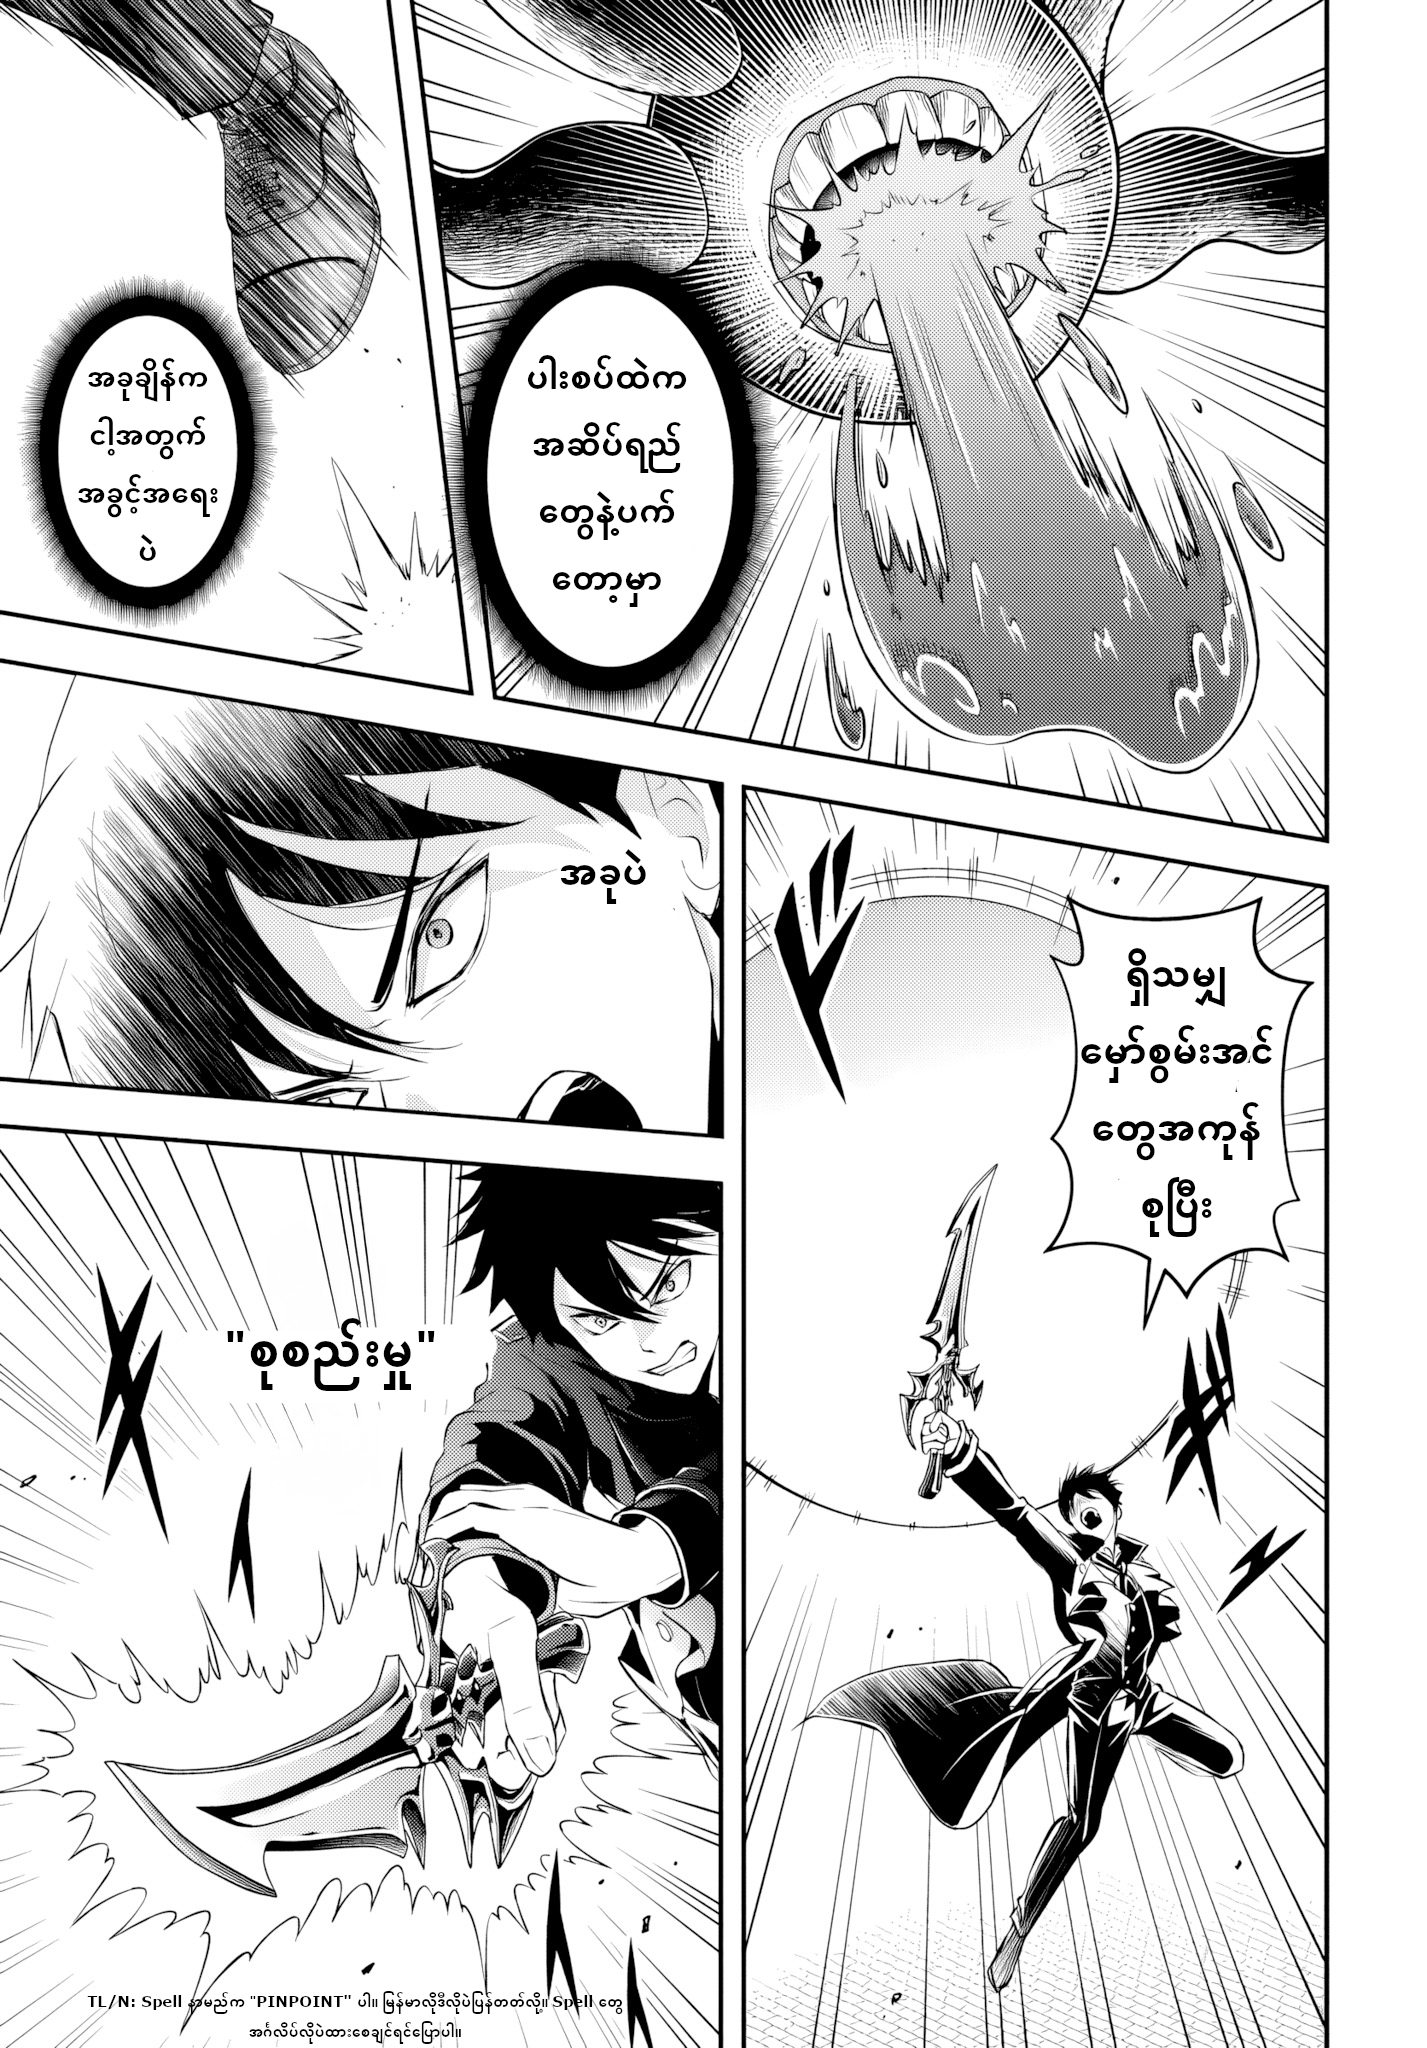 ပါးစပ်ထဲက
အဆိပ်ရည်
တွေနဲ့ပက်
တော့မှာ
အခုချိန်က
ငါ့အတွက်
အခွင့်အရေး
ပဲ
အခုပဲ
ရှိသမျှ
မှော်စွမ်းအင်
တွေအကုန်
စုပြီး
"စုစည်းမှု"
TL/N: Spell နာမည်က "PINPOINT" ပါ။ မြန်မာလိုဒီလိုပဲပြန်တတ်လို့။ Spell တွေ
အင်္ဂလိပ်လိုပဲထားစေချင်ရင်ပြောပါ။